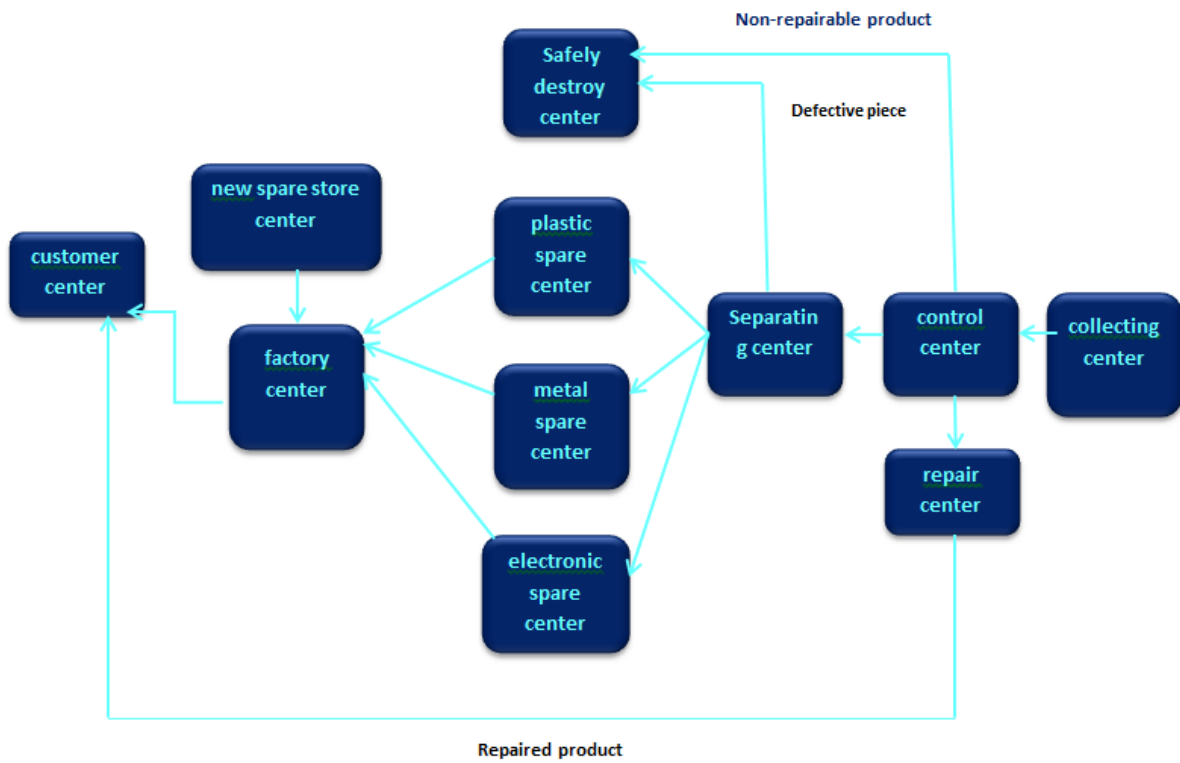 Non-repairable product
Safely
destroy
center
Defective piece
new spare store
center
plastic
spare
center
customer
center
Separatin
g center
control
center
collecting
center
factory
center
metal
spare
center
repair
center
electronic
spare
center
Repaired product